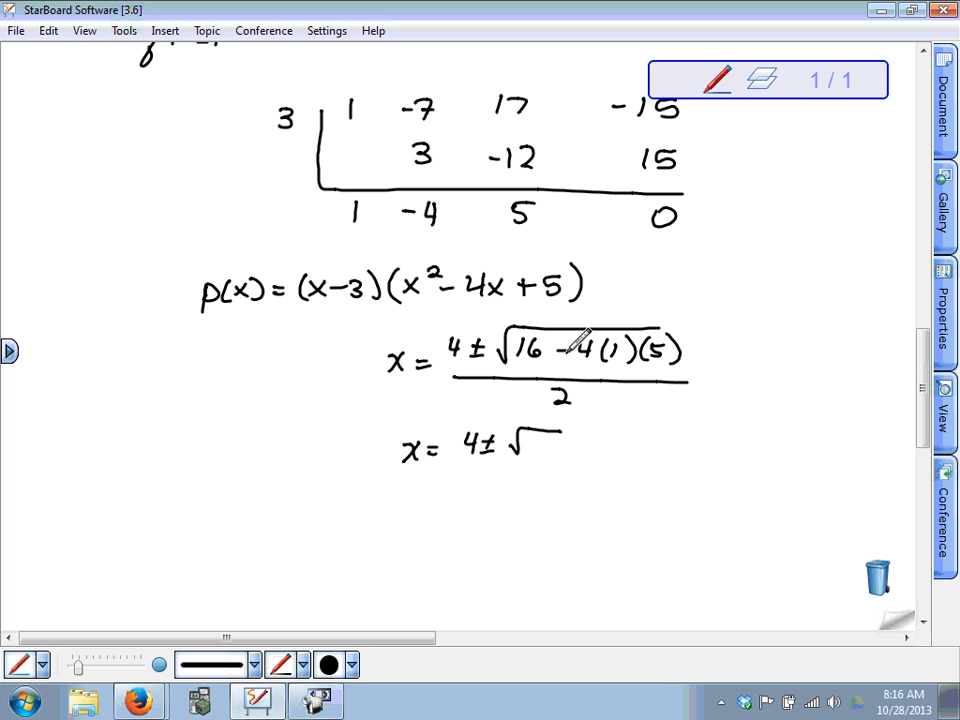 StarBoard Software [3.6]
File Edit View Tools Insert Topic Conference Settings Help
1 / 1
3 1 -7 17 -15
3 -12 15
1 -4 5 0
p(x) = (x-3)(x² - 4x + 5)
x = 4 ± √16 - 4(1)(5)
2
x = 4 ± √
Document
Gallery
Properties
View
Conference
8:16 AM
10/28/2013